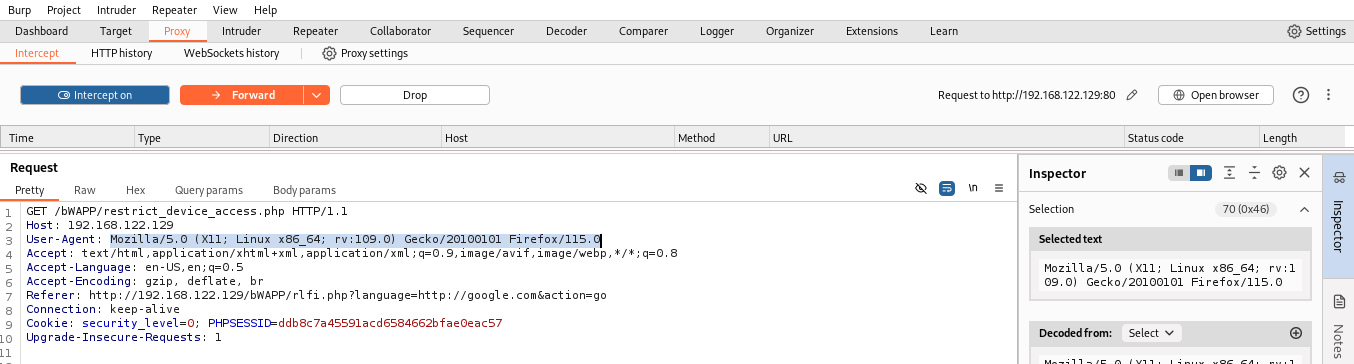 Burp Project Intruder Repeater View Help
Dashboard Target Proxy Intruder Repeater Collaborator Sequencer Decoder Comparer Logger Organizer Extensions Learn Settings
Intercept HTTP history WebSockets history Proxy settings
Intercept on Forward Drop Request to http://192.168.122.129:80 Open browser
Time Type Direction Host Method URL Status code Length
Request
Pretty Raw Hex Query params Body params \n
1 GET /bWAPP/restrict_device_access.php HTTP/1.1
2 Host: 192.168.122.129
3 User-Agent: Mozilla/5.0 (X11; Linux x86_64; rv:109.0) Gecko/20100101 Firefox/115.0
4 Accept: text/html,application/xhtml+xml,application/xml;q=0.9,image/avif,image/webp,*/*;q=0.8
5 Accept-Language: en-US,en;q=0.5
6 Accept-Encoding: gzip, deflate, br
7 Referer: http://192.168.122.129/bWAPP/rlfi.php?language=http://google.com&action=go
8 Connection: keep-alive
9 Cookie: security_level=0; PHPSESSID=ddb8c7a45591acd6584662bfae0eac57
10 Upgrade-Insecure-Requests: 1
11
Inspector
Selection 70 (0x46)
Selected text
Mozilla/5.0 (X11; Linux x86_64; rv:1
09.0) Gecko/20100101 Firefox/115.0
Decoded from: Select
Mozilla/5.0 (X11; Linux x86_64; rv:1
Inspector
Notes